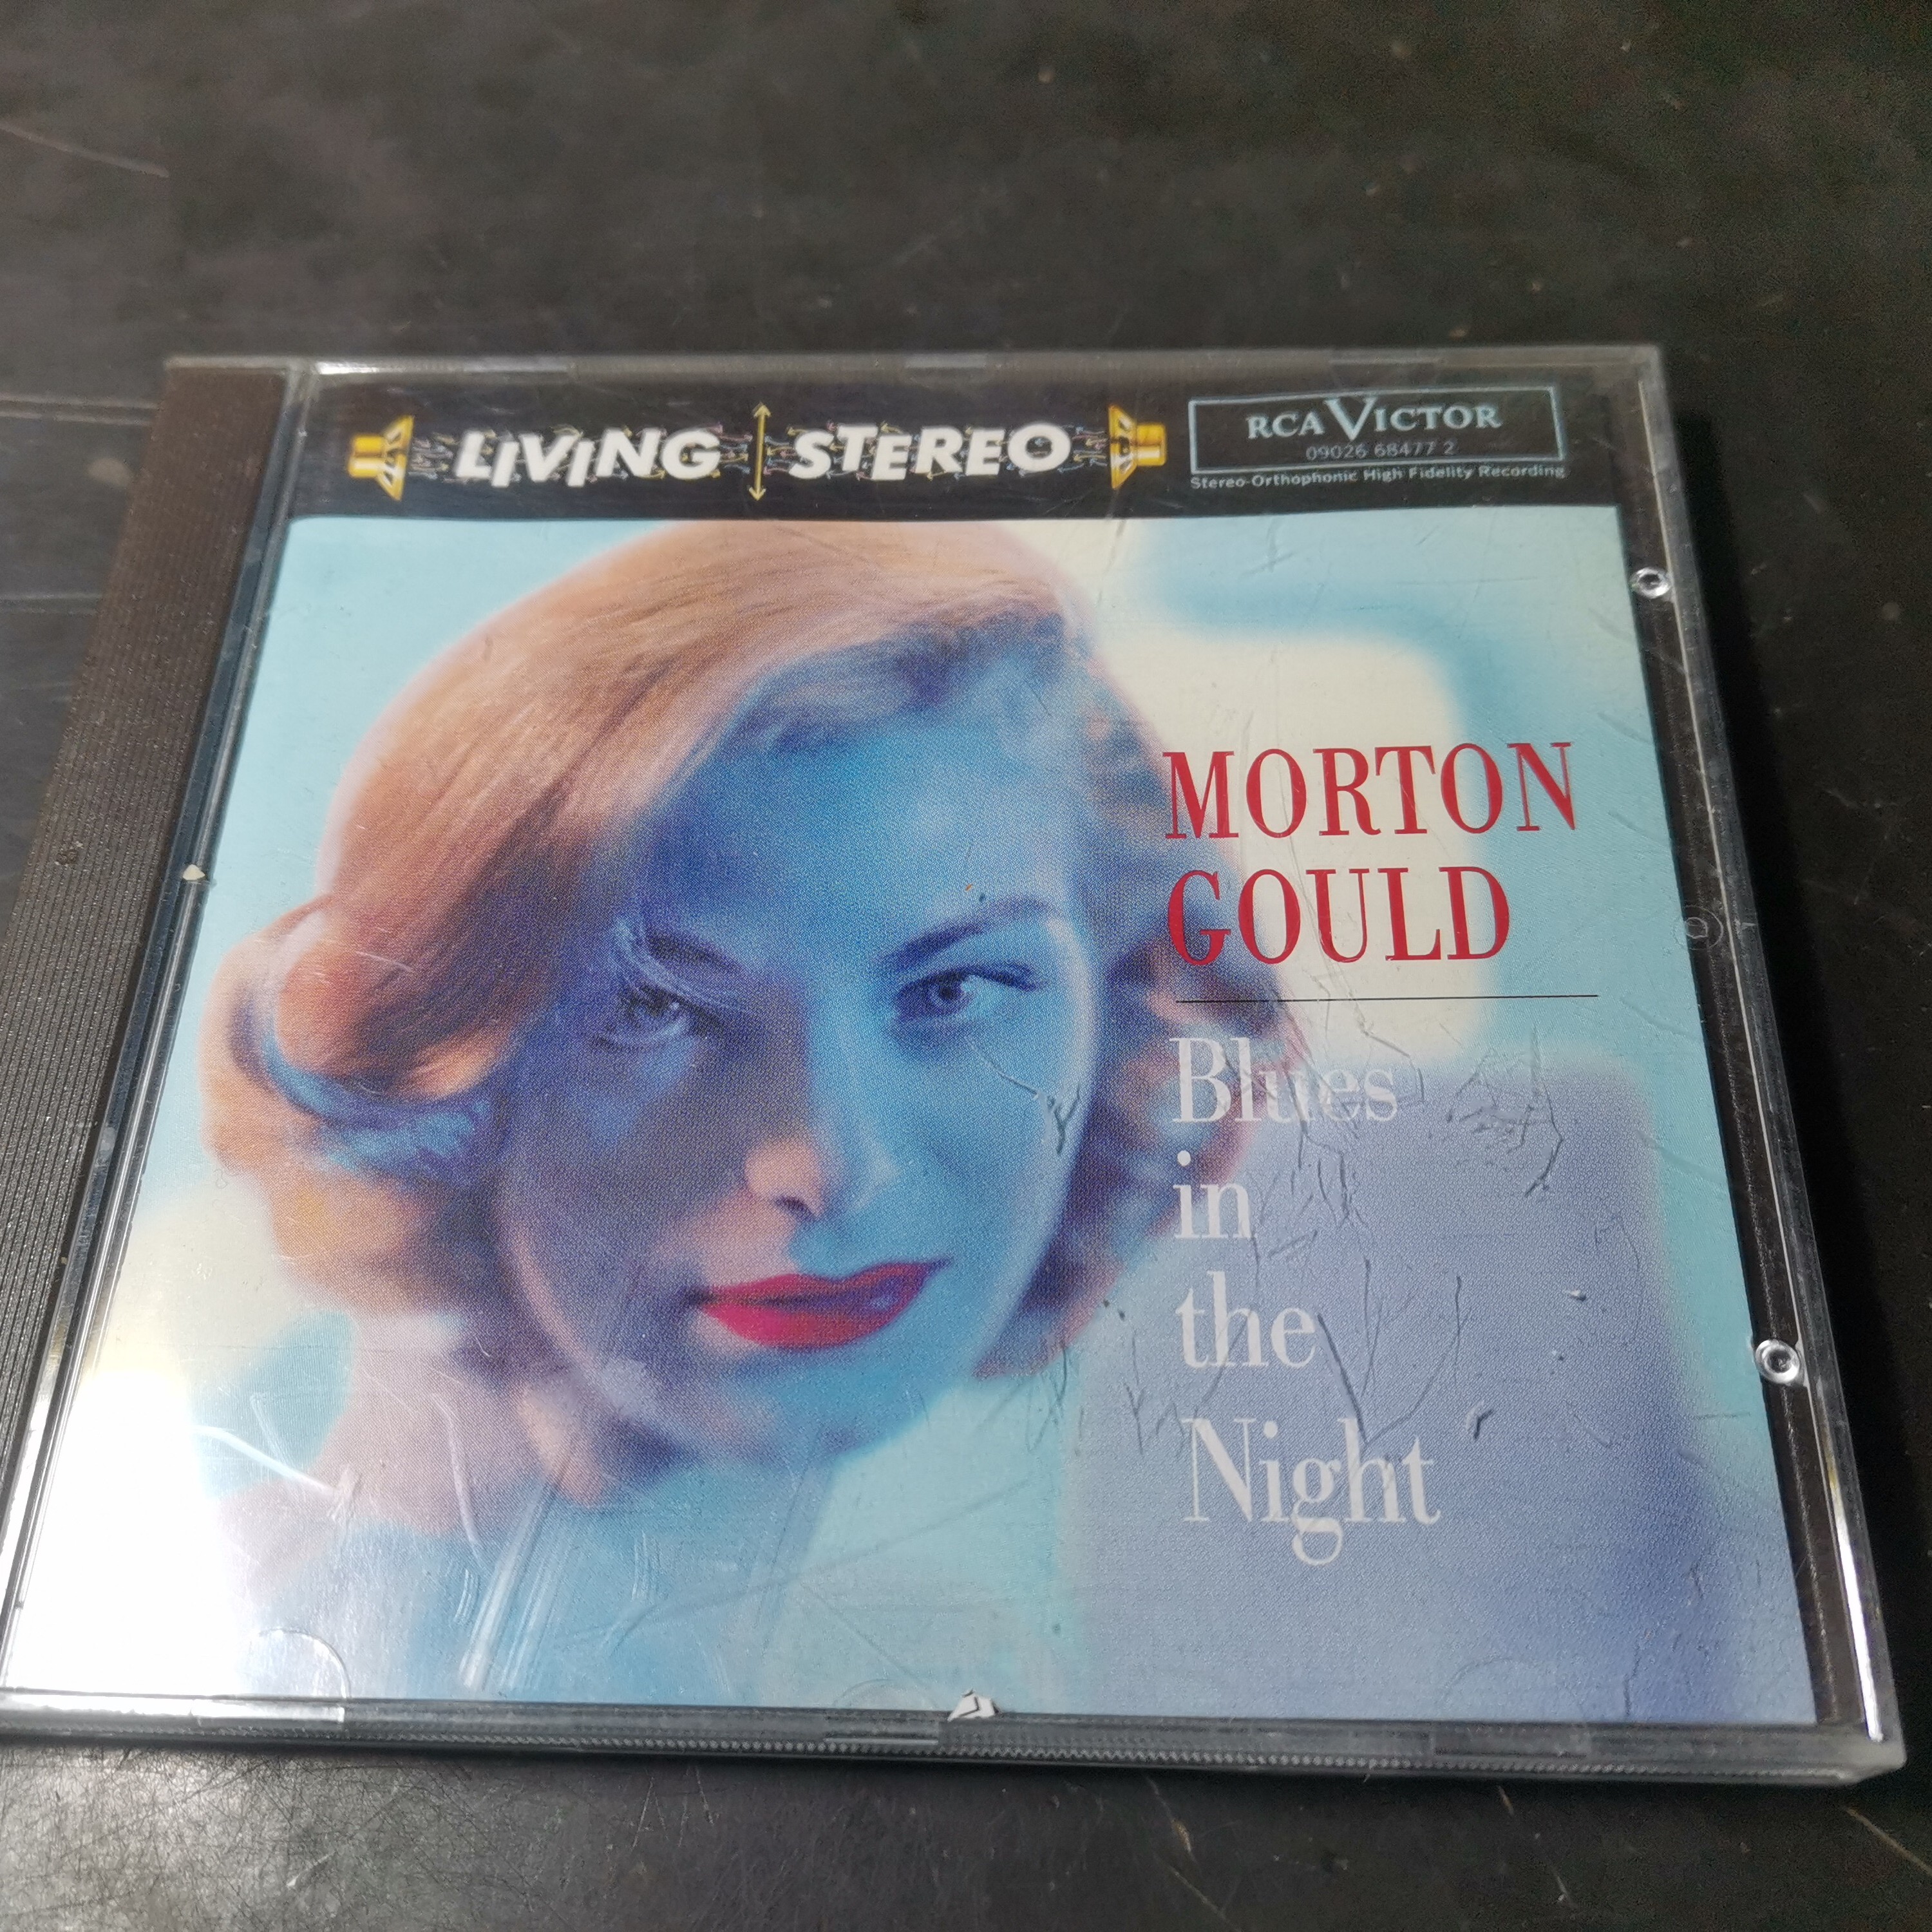 LIVING STEREO
RCA VICTOR
09026 68477 2
Stereo-Orthophonic High Fidelity Recording
MORTON
GOULD
Blues
in
the
Night